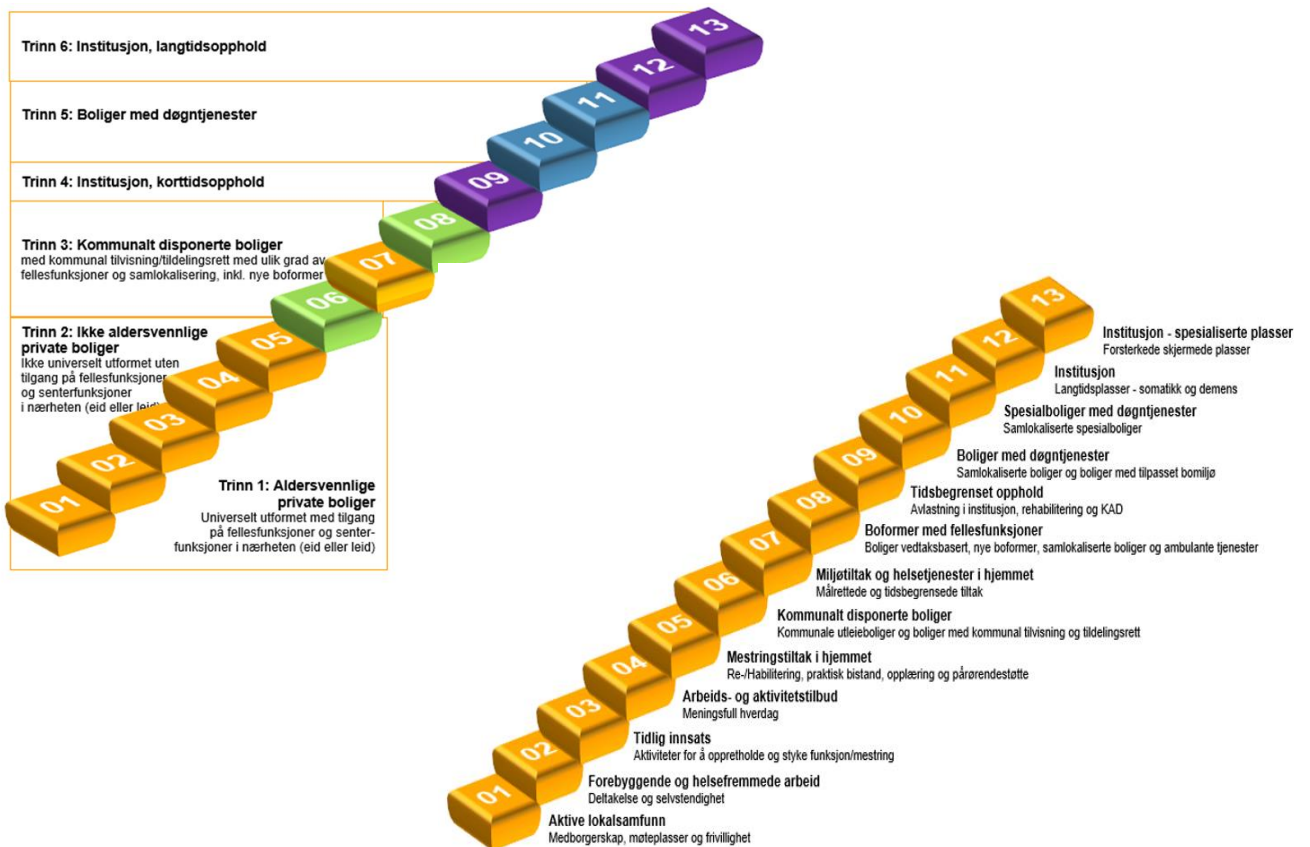 Trinn 6: Institusjon, langtidsopphold
Trinn 5: Boliger med døgntjenester
Trinn 4: Institusjon, korttidsopphold
Trinn 3: Kommunalt disponerte boliger
med kommunal tilvisning/tildelingsrett med ulik grad av
fellesfunksjoner og samlokalisering, inkl. nye boformer
Trinn 2: Ikke aldersvennlige
private boliger
Ikke universelt utformet uten
tilgang på fellesfunksjoner
og senterfunksjoner
i nærheten (eid eller leid)
Trinn 1: Aldersvennlige
private boliger
Universelt utformet med tilgang
på fellesfunksjoner og senter-
funksjoner i nærheten (eid eller leid)
13
12
11
10
09
08
07
06
05
04
03
02
01
13
Institusjon - spesialiserte plasser
Forsterkede skjermede plasser
12
Institusjon
Langtidsplasser - somatikk og demens
11
Spesialboliger med døgntjenester
Samlokaliserte spesialboliger
10
Boliger med døgntjenester
Samlokaliserte boliger og boliger med tilpasset bomiljø
09
Tidsbegrenset opphold
Avlastning i institusjon, rehabilitering og KAD
08
Boformer med fellesfunksjoner
Boliger vedtaksbasert, nye boformer, samlokaliserte boliger og ambulante tjenester
07
Miljøtiltak og helsetjenester i hjemmet
Målrettede og tidsbegrensede tiltak
06
Kommunalt disponerte boliger
Kommunale utleieboliger og boliger med kommunal tilvisning og tildelingsrett
05
Mestringstiltak i hjemmet
Re-/Habilitering, praktisk bistand, opplæring og pårørendestøtte
04
Arbeids- og aktivitetstilbud
Meningsfull hverdag
03
Tidlig innsats
Aktiviteter for å oppretholde og styke funksjon/mestring
02
Forebyggende og helsefremmede arbeid
Deltakelse og selvstendighet
01
Aktive lokalsamfunn
Medborgerskap, møteplasser og frivillighet